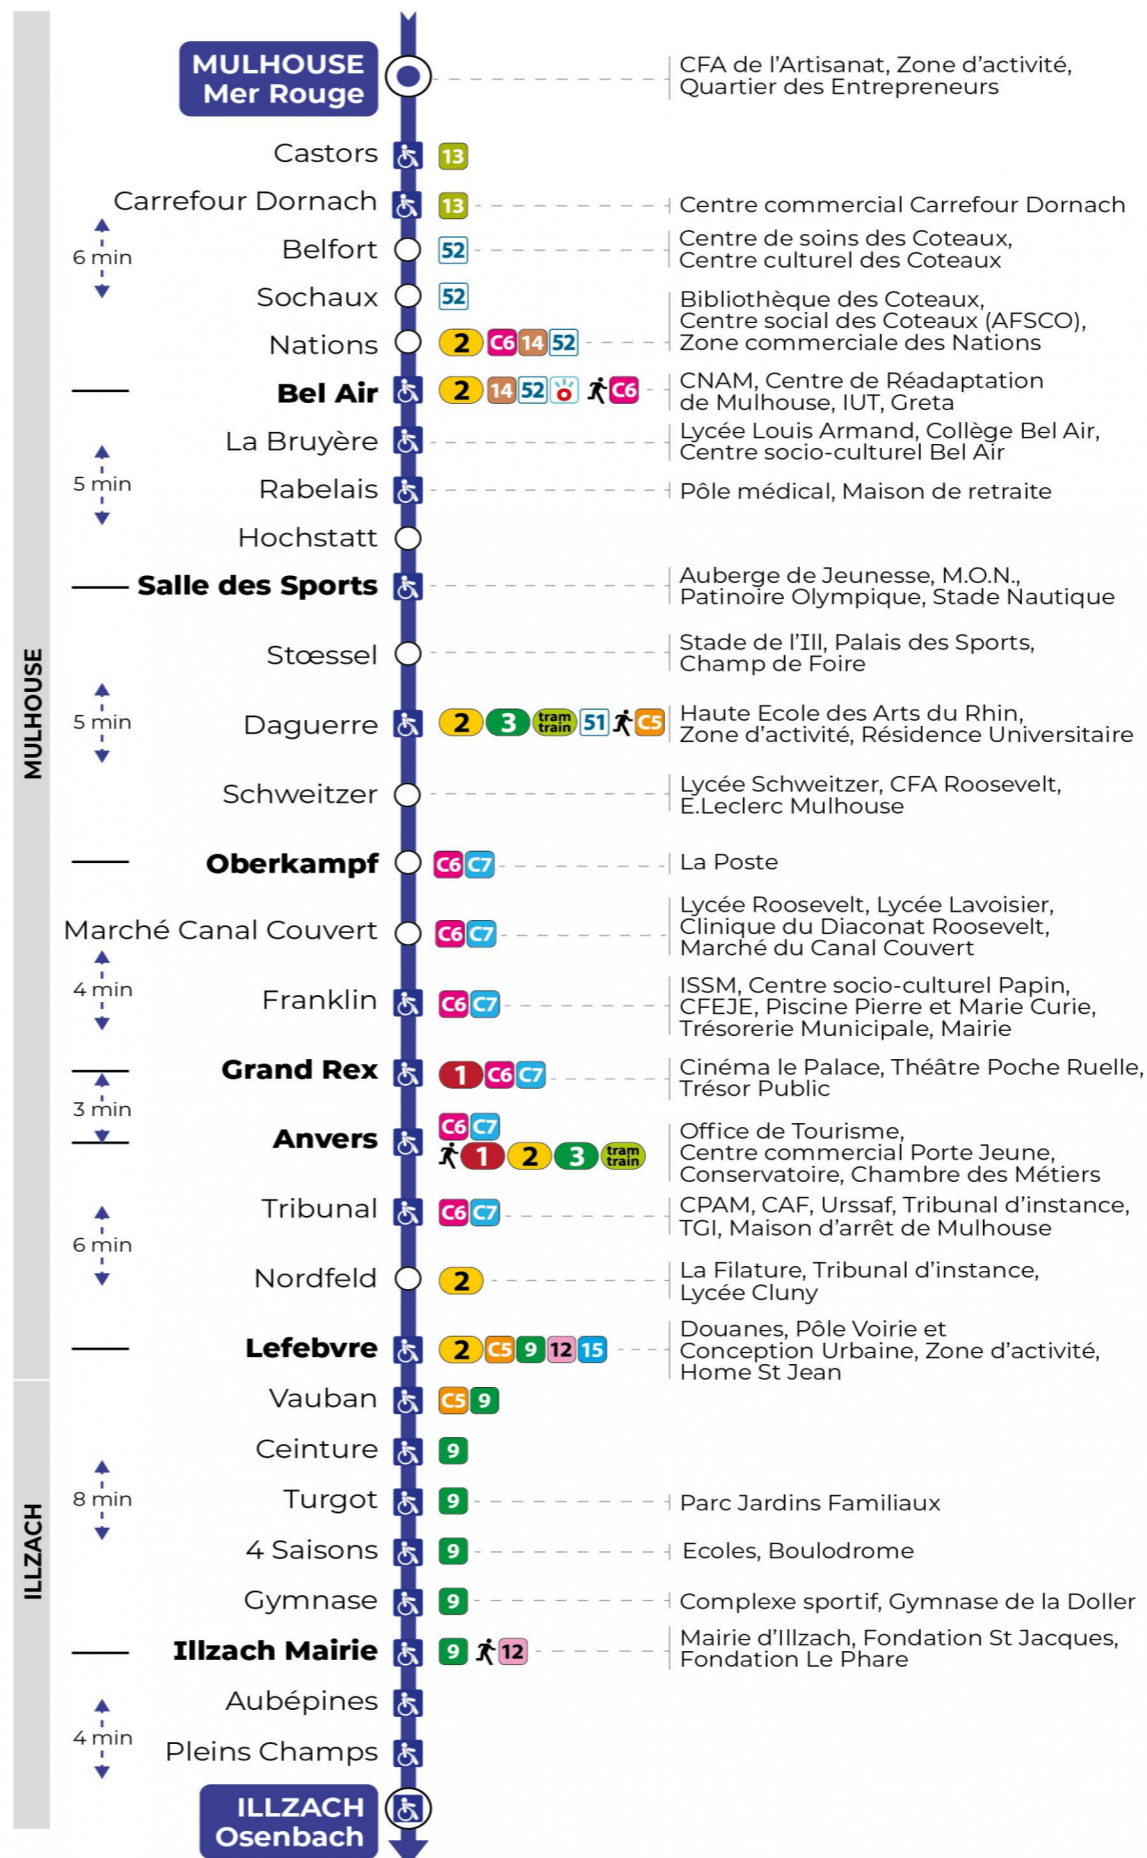 MULHOUSE
Mer Rouge
CFA de l’Artisanat, Zone d’activité,
Quartier des Entrepreneurs
Castors
13
Carrefour Dornach
13
Centre commercial Carrefour Dornach
6 min
Belfort
52
Centre de soins des Coteaux,
Centre culturel des Coteaux
Sochaux
52
Nations
2 C6 14 52
Bibliothèque des Coteaux,
Centre social des Coteaux (AFSCO),
Zone commerciale des Nations
Bel Air
2 14 52 C6
CNAM, Centre de Réadaptation
de Mulhouse, IUT, Greta
La Bruyère
Lycée Louis Armand, Collège Bel Air,
Centre socio-culturel Bel Air
5 min
Rabelais
Pôle médical, Maison de retraite
Hochstatt
Salle des Sports
Auberge de Jeunesse, M.O.N.,
Patinoire Olympique, Stade Nautique
MULHOUSE
Stœssel
Stade de l’Ill, Palais des Sports,
Champ de Foire
5 min
Daguerre
2 3 tram train 51 C5
Haute Ecole des Arts du Rhin,
Zone d’activité, Résidence Universitaire
Schweitzer
Lycée Schweitzer, CFA Roosevelt,
E.Leclerc Mulhouse
Oberkampf
C6 C7
La Poste
Marché Canal Couvert
C6 C7
Lycée Roosevelt, Lycée Lavoisier,
Clinique du Diaconat Roosevelt,
Marché du Canal Couvert
4 min
Franklin
C6 C7
ISSM, Centre socio-culturel Papin,
CFEJE, Piscine Pierre et Marie Curie,
Trésorerie Municipale, Mairie
Grand Rex
1 C6 C7
Cinéma le Palace, Théâtre Poche Ruelle,
Trésor Public
3 min
Anvers
C6 C7
1 2 3 tram train
Office de Tourisme,
Centre commercial Porte Jeune,
Conservatoire, Chambre des Métiers
Tribunal
C6 C7
CPAM, CAF, Urssaf, Tribunal d’instance,
TGI, Maison d’arrêt de Mulhouse
6 min
Nordfeld
2
La Filature, Tribunal d’instance,
Lycée Cluny
Lefebvre
2 C5 9 12 15
Douanes, Pôle Voirie et
Conception Urbaine, Zone d’activité,
Home St Jean
Vauban
C5 9
Ceinture
9
8 min
Turgot
9
Parc Jardins Familiaux
ILLZACH
4 Saisons
9
Ecoles, Boulodrome
Gymnase
9
Complexe sportif, Gymnase de la Doller
Illzach Mairie
9 12
Mairie d’Illzach, Fondation St Jacques,
Fondation Le Phare
Aubépines
4 min
Pleins Champs
ILLZACH
Osenbach